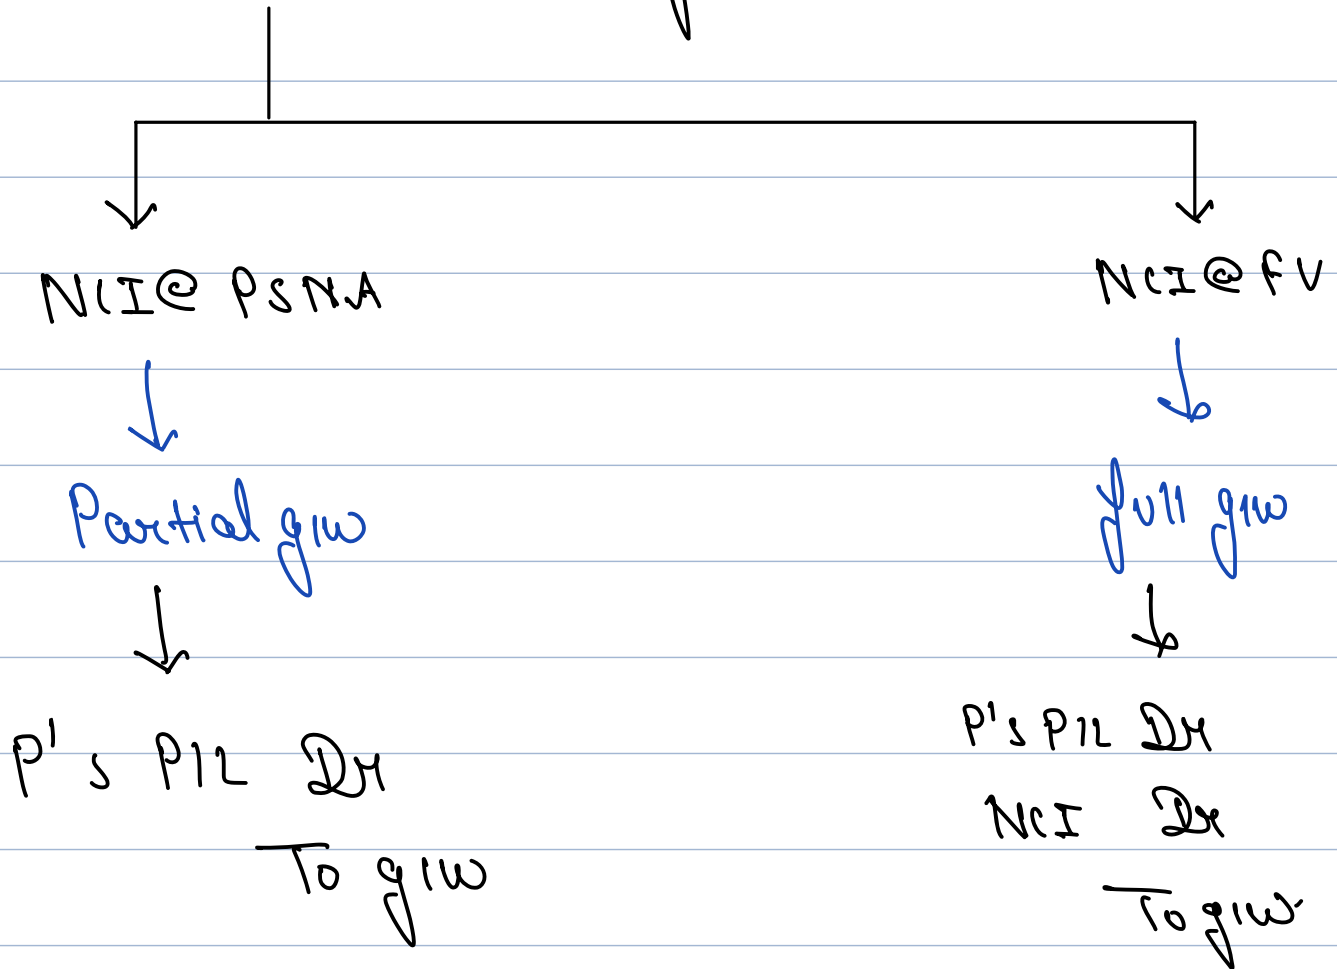 NCI@ PSNA
NCI@ FV
Partial g/w
full g/w
P's P/L Dr
To g/w
P's P/L Dr
NCI Dr
To g/w